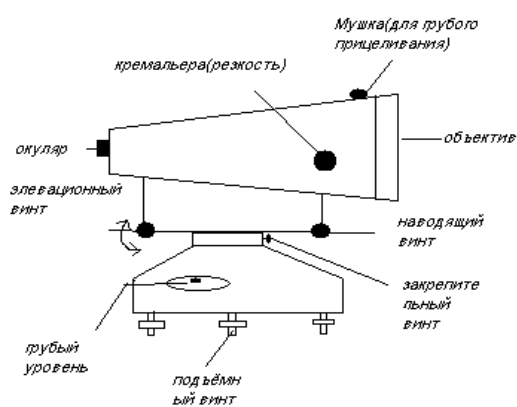 Мушка(для грубого
прицеливания)
кремальера(резкость)
объектив
окуляр
элевационный
винт
наводящий
винт
закрепите
льный
винт
грубый
уровень
подъёмн
ый винт